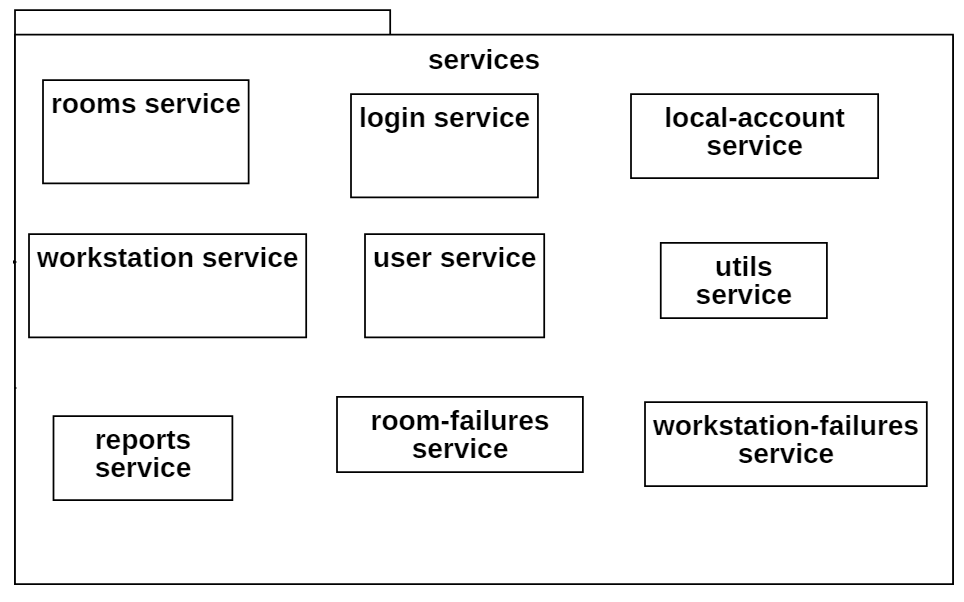 services
rooms service
login service
local-account
service
workstation service
user service
utils
service
reports
service
room-failures
service
workstation-failures
service